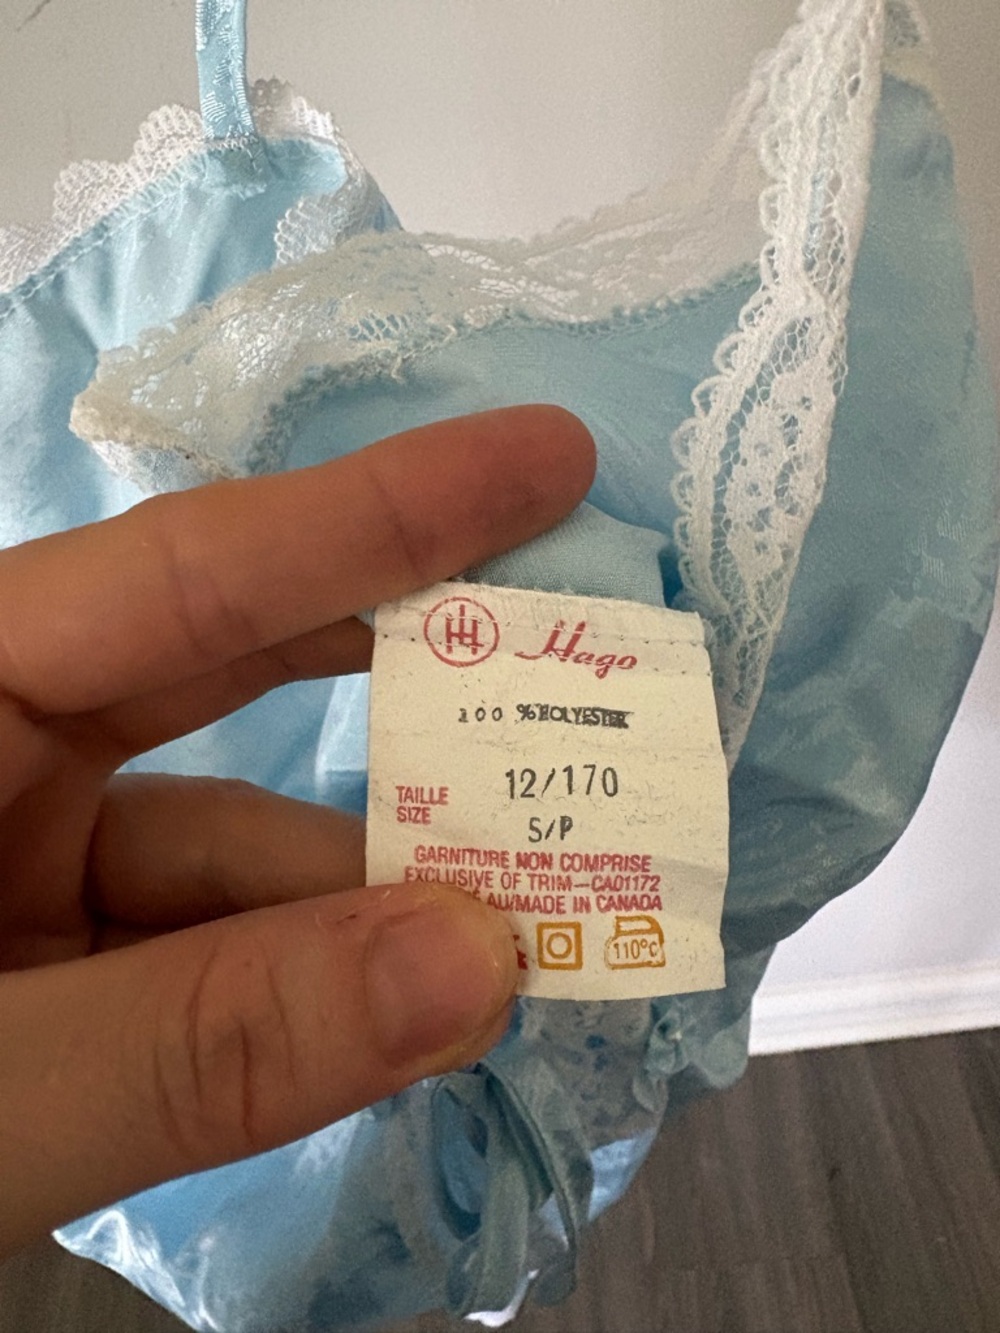 Hago
100 % POLYESTER
12/170
TAILLE
SIZE
S/P
GARNITURE NON COMPRISE
EXCLUSIVE OF TRIM—CA01172
AU/MADE IN CANADA
110°C